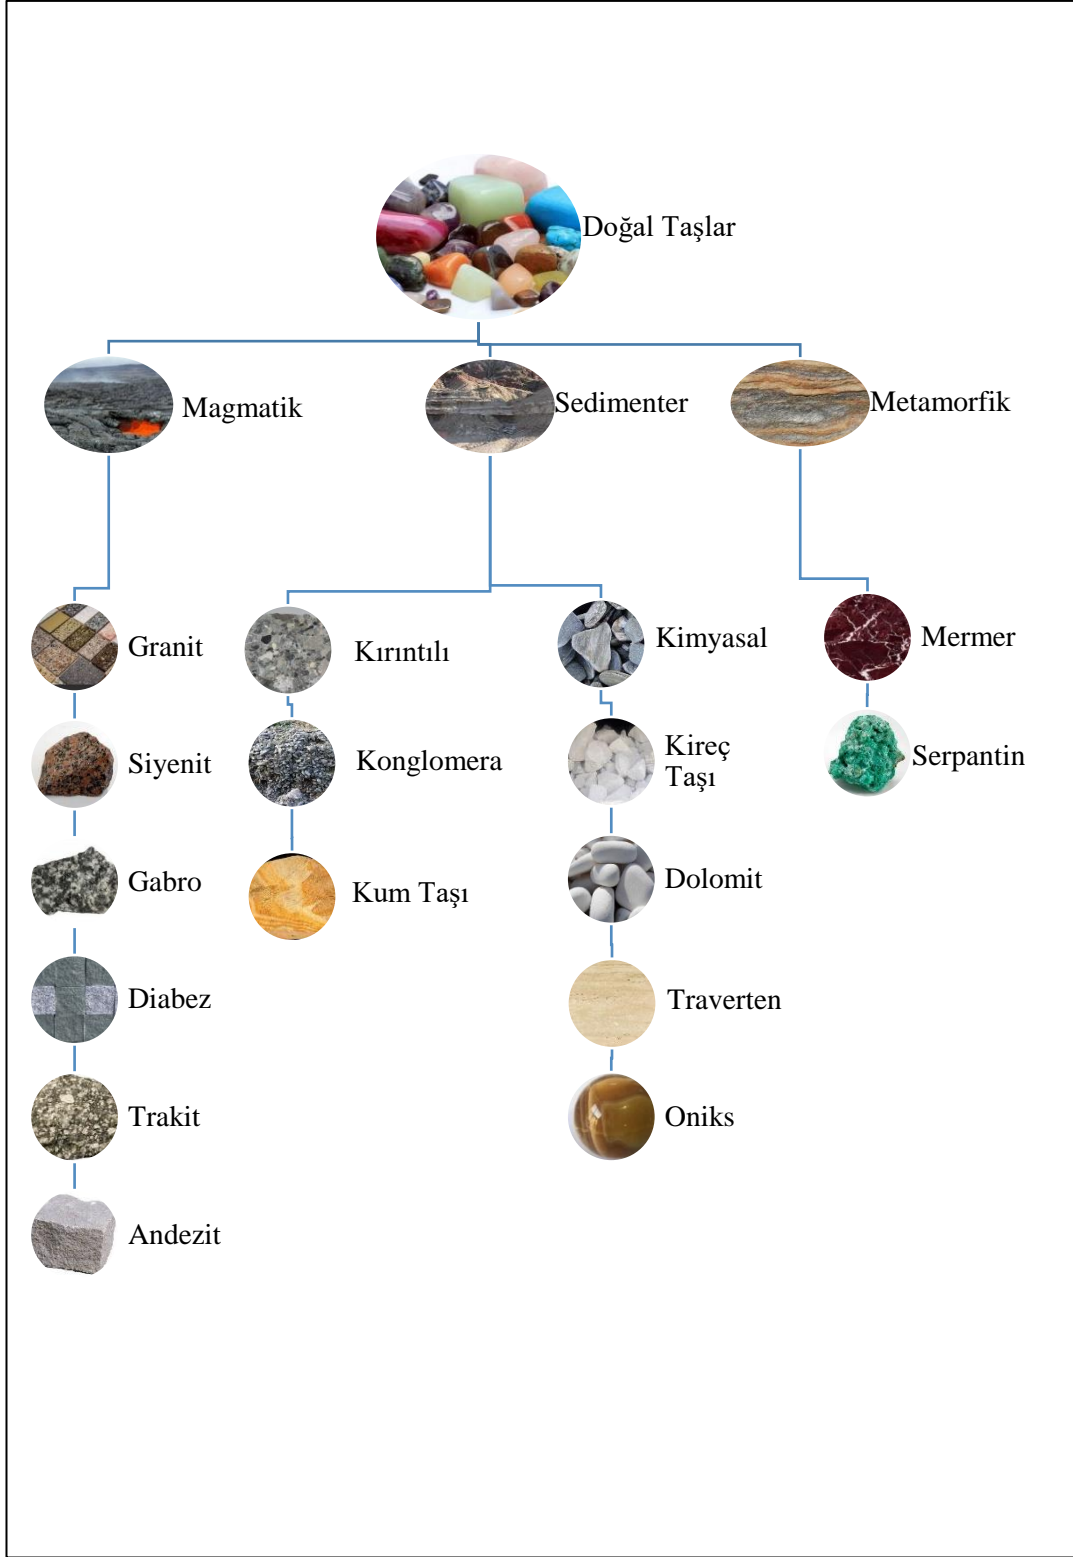 Doğal Taşlar
Magmatik
Sedimenter
Metamorfik
Granit
Kırıntılı
Kimyasal
Mermer
Siyenit
Konglomera
Kireç
Taşı
Serpantin
Gabro
Kum Taşı
Dolomit
Diabez
Traverten
Trakit
Oniks
Andezit